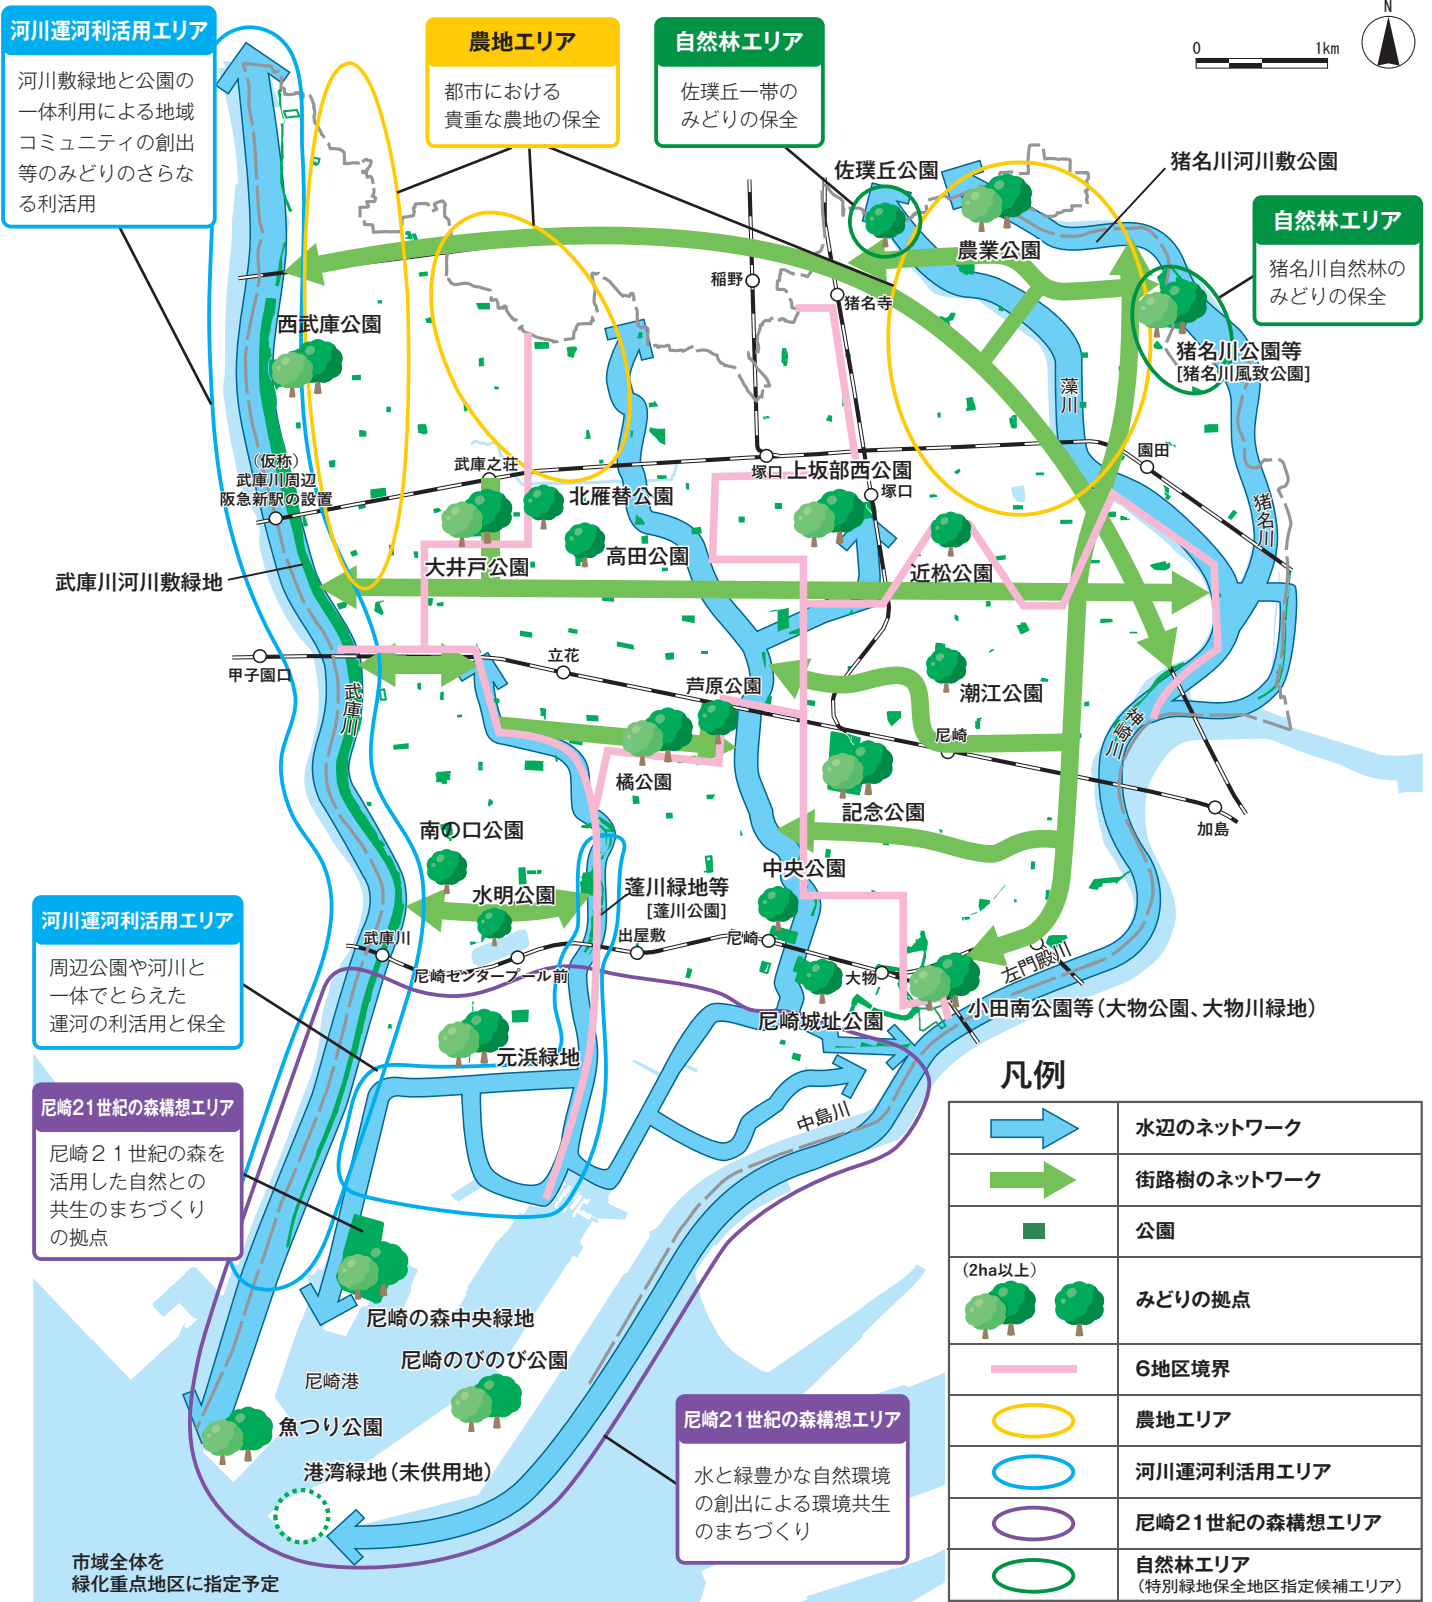 河川運河利活用エリア
河川敷緑地と公園の
一体利用による地域
コミュニティの創出
等のみどりのさらな
る利活用
農地エリア
都市における
貴重な農地の保全
自然林エリア
佐璞丘一帯の
みどりの保全
0 1km
N
佐璞丘公園
猪名川河川敷公園
自然林エリア
猪名川自然林の
みどりの保全
農業公園
稲野
猪名寺
西武庫公園
猪名川公園等
[猪名川風致公園]
藻川
園田
(仮称)
武庫川周辺
阪急新駅の設置
武庫之荘
塚口
上坂部西公園
塚口
北雁替公園
猪名川
高田公園
大井戸公園
近松公園
武庫川河川敷緑地
甲子園口
立花
武庫川
芦原公園
潮江公園
神崎川
尼崎
橘公園
記念公園
加島
南の口公園
中央公園
水明公園
蓬川緑地等
[蓬川公園]
武庫川
出屋敷
尼崎
尼崎センタープール前
大物
左門殿川
小田南公園等(大物公園、大物川緑地)
尼崎城址公園
元浜緑地
中島川
河川運河利活用エリア
周辺公園や河川と
一体でとらえた
運河の利活用と保全
尼崎21世紀の森構想エリア
尼崎21世紀の森を
活用した自然との
共生のまちづくり
の拠点
尼崎の森中央緑地
尼崎のびのび公園
尼崎港
魚つり公園
港湾緑地(未供用地)
尼崎21世紀の森構想エリア
水と緑豊かな自然環境
の創出による環境共生
のまちづくり
市域全体を
緑化重点地区に指定予定
凡例
水辺のネットワーク
街路樹のネットワーク
公園
(2ha以上)
みどりの拠点
6地区境界
農地エリア
河川運河利活用エリア
尼崎21世紀の森構想エリア
自然林エリア
(特別緑地保全地区指定候補エリア)